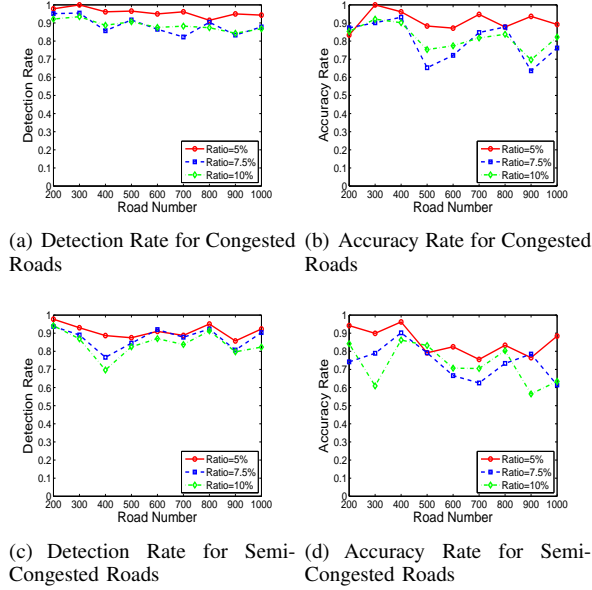 1
0.9
0.8
0.7
0.6
0.5
0.4
0.3
0.2
0.1
0
Detection Rate
Ratio=5%
Ratio=7.5%
Ratio=10%
200 300 400 500 600 700 800 900 1000
Road Number
(a) Detection Rate for Congested
Roads
1
0.9
0.8
0.7
0.6
0.5
0.4
0.3
0.2
0.1
0
Accuracy Rate
Ratio=5%
Ratio=7.5%
Ratio=10%
200 300 400 500 600 700 800 900 1000
Road Number
(b) Accuracy Rate for Congested
Roads
1
0.9
0.8
0.7
0.6
0.5
0.4
0.3
0.2
0.1
0
Detection Rate
Ratio=5%
Ratio=7.5%
Ratio=10%
200 300 400 500 600 700 800 900 1000
Road Number
(c) Detection Rate for Semi-
Congested Roads
1
0.9
0.8
0.7
0.6
0.5
0.4
0.3
0.2
0.1
0
Accuracy Rate
Ratio=5%
Ratio=7.5%
Ratio=10%
200 300 400 500 600 700 800 900 1000
Road Number
(d) Accuracy Rate for Semi-
Congested Roads